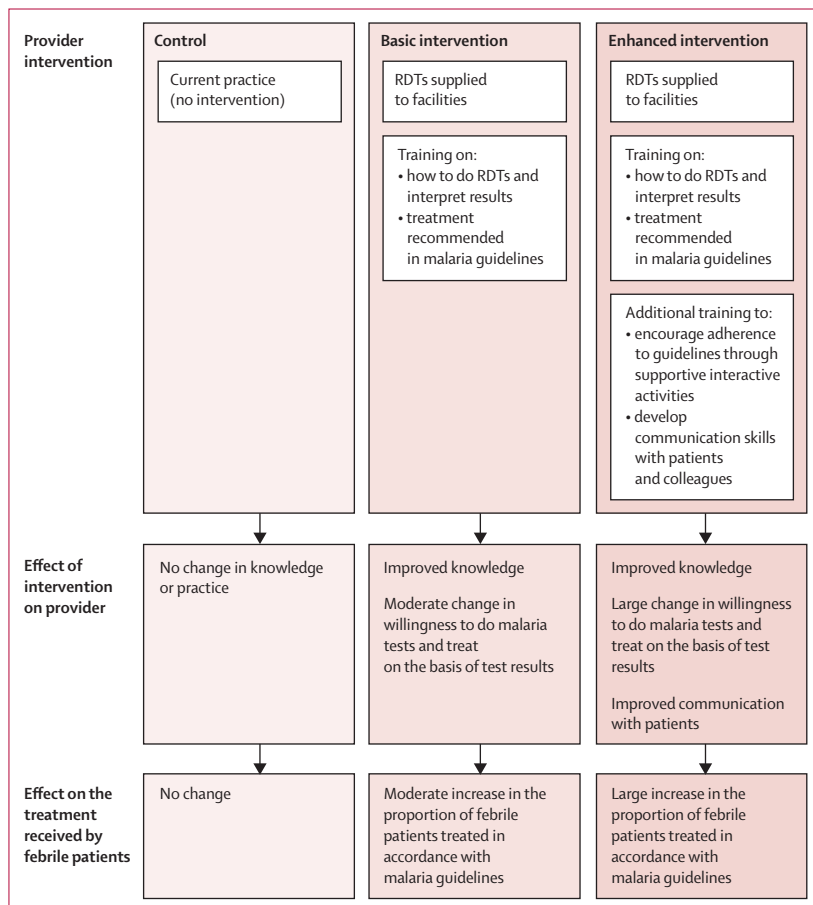 Provider
intervention
Control
Current practice
(no intervention)
Basic intervention
RDTs supplied
to facilities
Training on:
• how to do RDTs and
interpret results
• treatment
recommended
in malaria guidelines
Enhanced intervention
RDTs supplied
to facilities
Training on:
• how to do RDTs and
interpret results
• treatment
recommended
in malaria guidelines
Additional training to:
• encourage adherence
to guidelines through
supportive interactive
activities
• develop
communication skills
with patients
and colleagues
Effect of
intervention
on provider
No change in knowledge
or practice
Improved knowledge
Moderate change in
willingness to do malaria
tests and treat
on the basis of test results
Improved knowledge
Large change in willingness
to do malaria tests and
treat on the basis of test
results
Improved communication
with patients
Effect on the
treatment
received by
febrile patients
No change
Moderate increase in the
proportion of febrile
patients treated in
accordance with
malaria guidelines
Large increase in the
proportion of febrile
patients treated in
accordance with
malaria guidelines